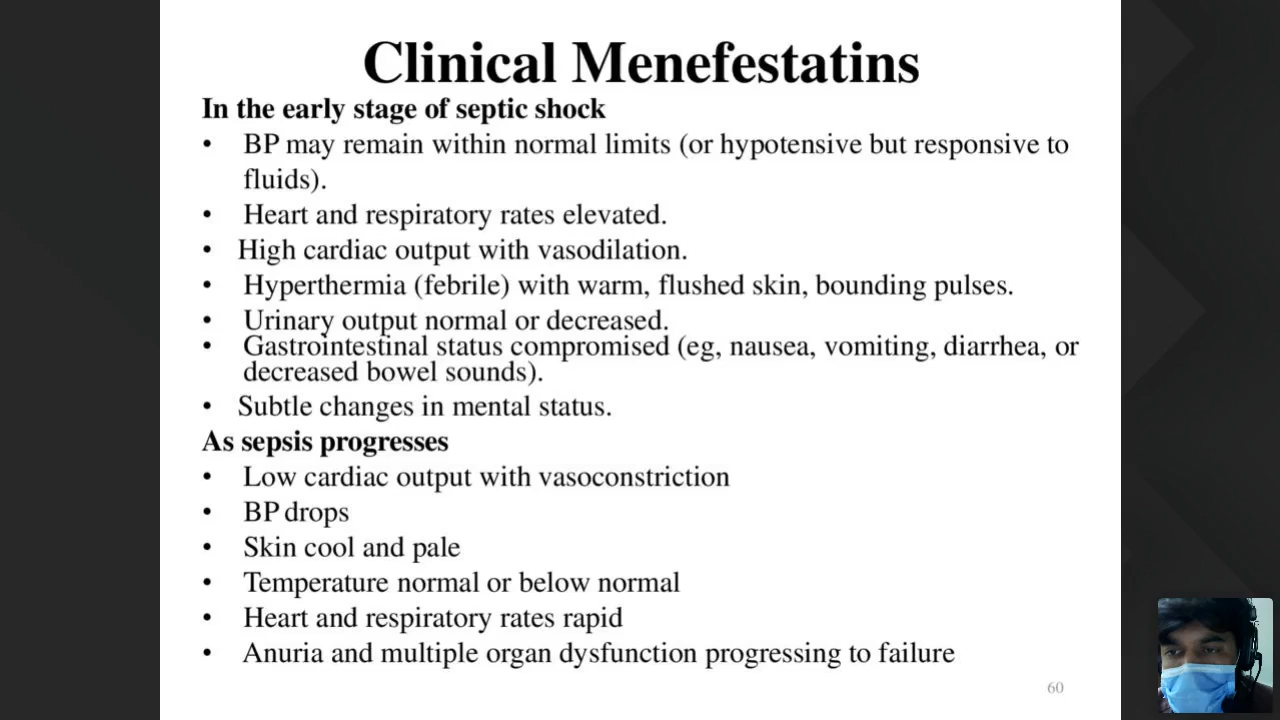 Clinical Menefestatins
In the early stage of septic shock
• BP may remain within normal limits (or hypotensive but responsive to
fluids).
• Heart and respiratory rates elevated.
• High cardiac output with vasodilation.
• Hyperthermia (febrile) with warm, flushed skin, bounding pulses.
• Urinary output normal or decreased.
• Gastrointestinal status compromised (eg, nausea, vomiting, diarrhea, or
decreased bowel sounds).
• Subtle changes in mental status.
As sepsis progresses
• Low cardiac output with vasoconstriction
• BP drops
• Skin cool and pale
• Temperature normal or below normal
• Heart and respiratory rates rapid
• Anuria and multiple organ dysfunction progressing to failure
60